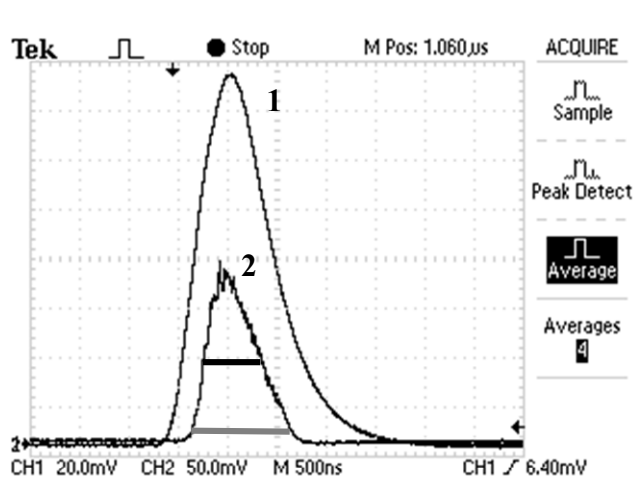 Tek Stop M Pos: 1.060µs ACQUIRE
1
Sample
Peak Detect
2
Average
Averages
4
2
CH1 20.0mV CH2 50.0mV M 500ns CH1 6.40mV